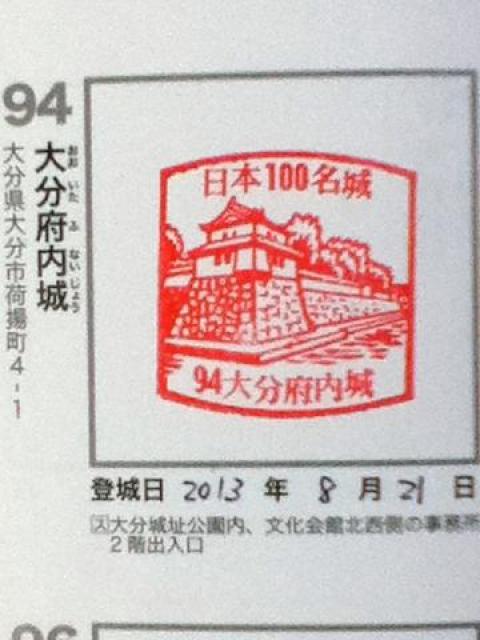 94
大分府内城
おおいたふないじょう
大分県大分市荷揚町4-1
日本100名城
94大分府内城
登城日 2013 年 8 月 21 日
大分城址公園内、文化会館北西側の事務所
2階出入口
96